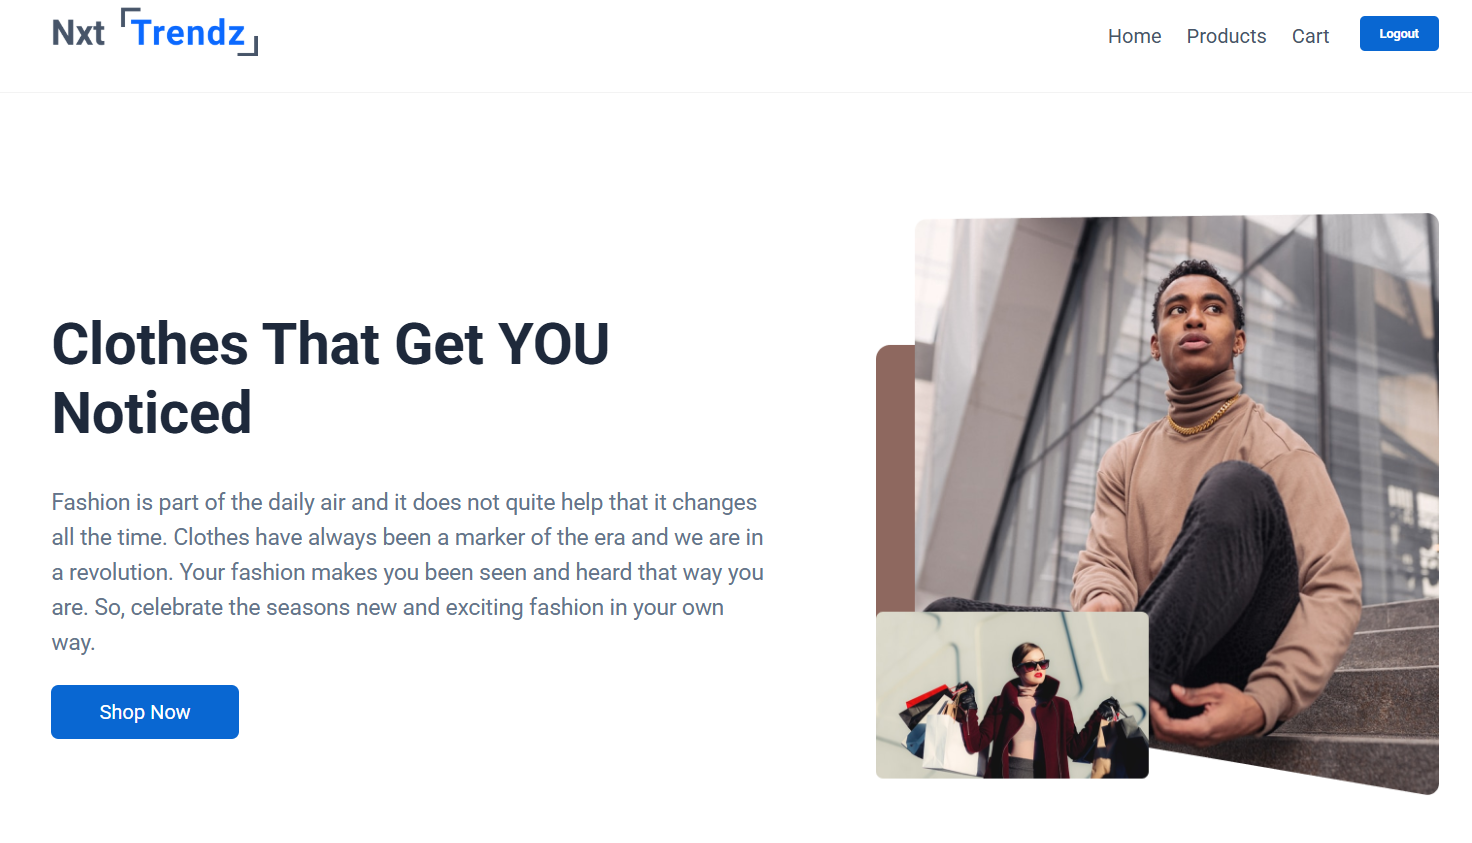 Nxt Trendz
Home Products Cart Logout
Clothes That Get YOU
Noticed
Fashion is part of the daily air and it does not quite help that it changes
all the time. Clothes have always been a marker of the era and we are in
a revolution. Your fashion makes you been seen and heard that way you
are. So, celebrate the seasons new and exciting fashion in your own
way.
Shop Now